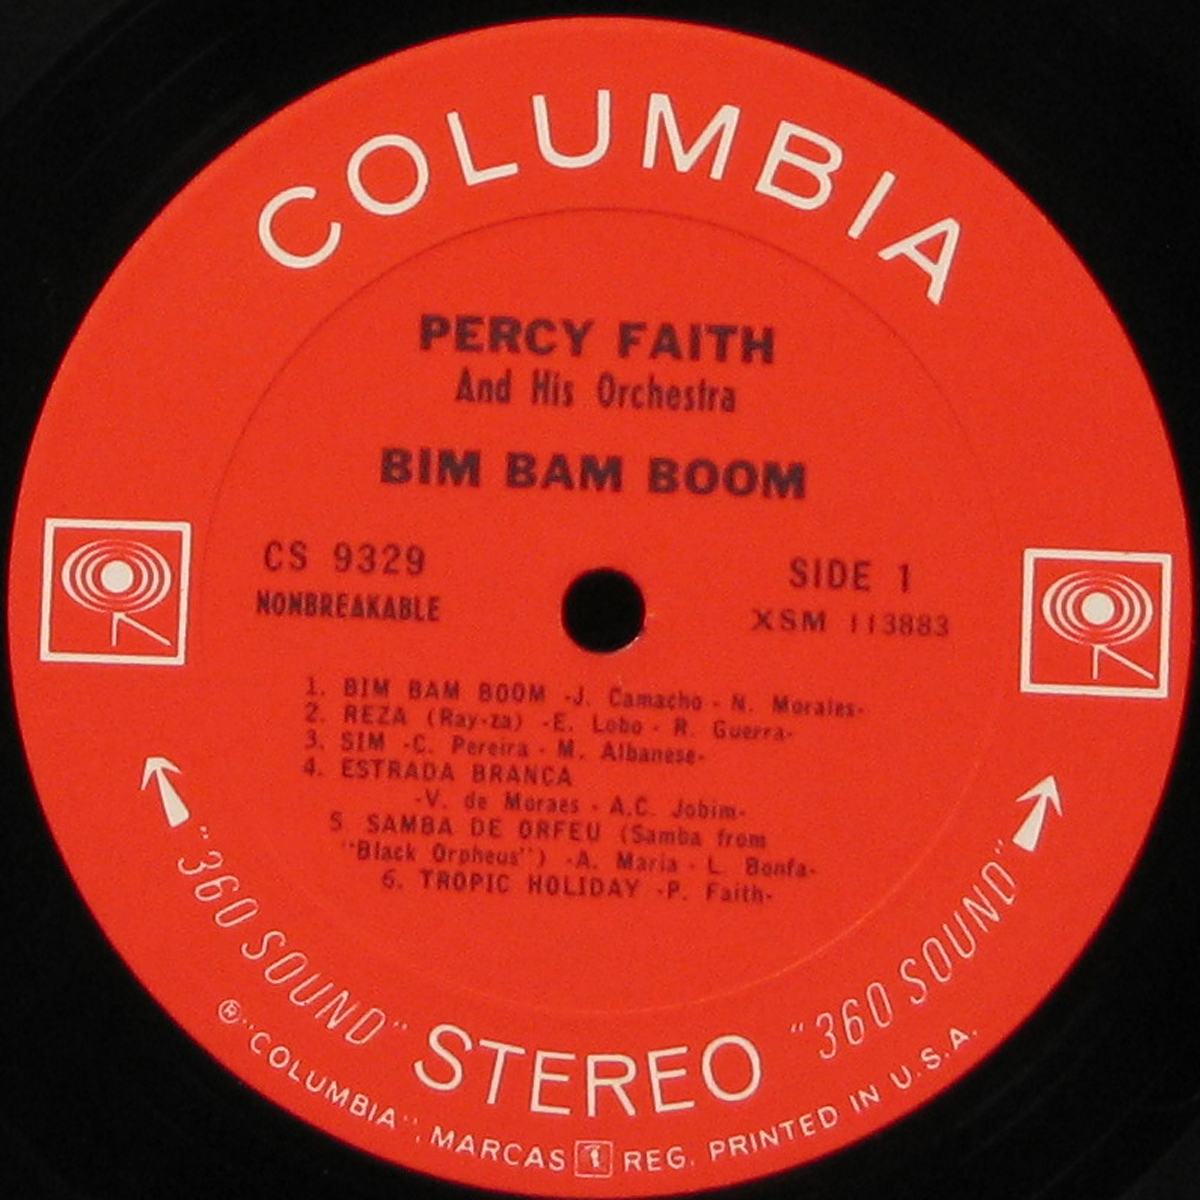 COLUMBIA
PERCY FAITH
And His Orchestra
BIM BAM BOOM
CS 9329
NONBREAKABLE
SIDE 1
XSM 113883
1. BIM BAM BOOM -J. Camacho - N. Morales-
2. REZA (Ray-za) -E. Lobo - R. Guerra-
3. SIM -C. Pereira - M. Albanese-
4. ESTRADA BRANCA
-V. de Moraes - A.C. Jobim-
5. SAMBA DE ORFEU (Samba from
"Black Orpheus") -A. Maria - L. Bonfa-
6. TROPIC HOLIDAY -P. Faith-
"360 SOUND" STEREO "360 SOUND"
® "COLUMBIA", MARCAS REG. PRINTED IN U.S.A.